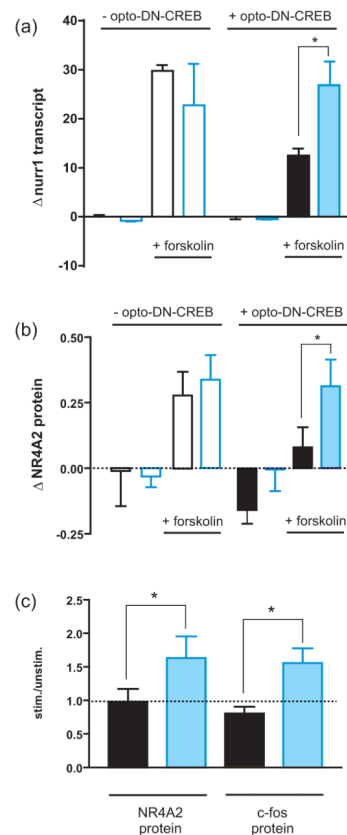 (a)
- opto-DN-CREB + opto-DN-CREB
Δ nurr1 transcript
40
30
20
10
0
-10
*
+ forskolin + forskolin
(b)
- opto-DN-CREB + opto-DN-CREB
Δ NR4A2 protein
0.50
0.25
0.00
-0.25
*
+ forskolin + forskolin
(c)
stim./unstim.
2.5
2.0
1.5
1.0
0.5
0.0
* *
NR4A2 c-fos
protein protein